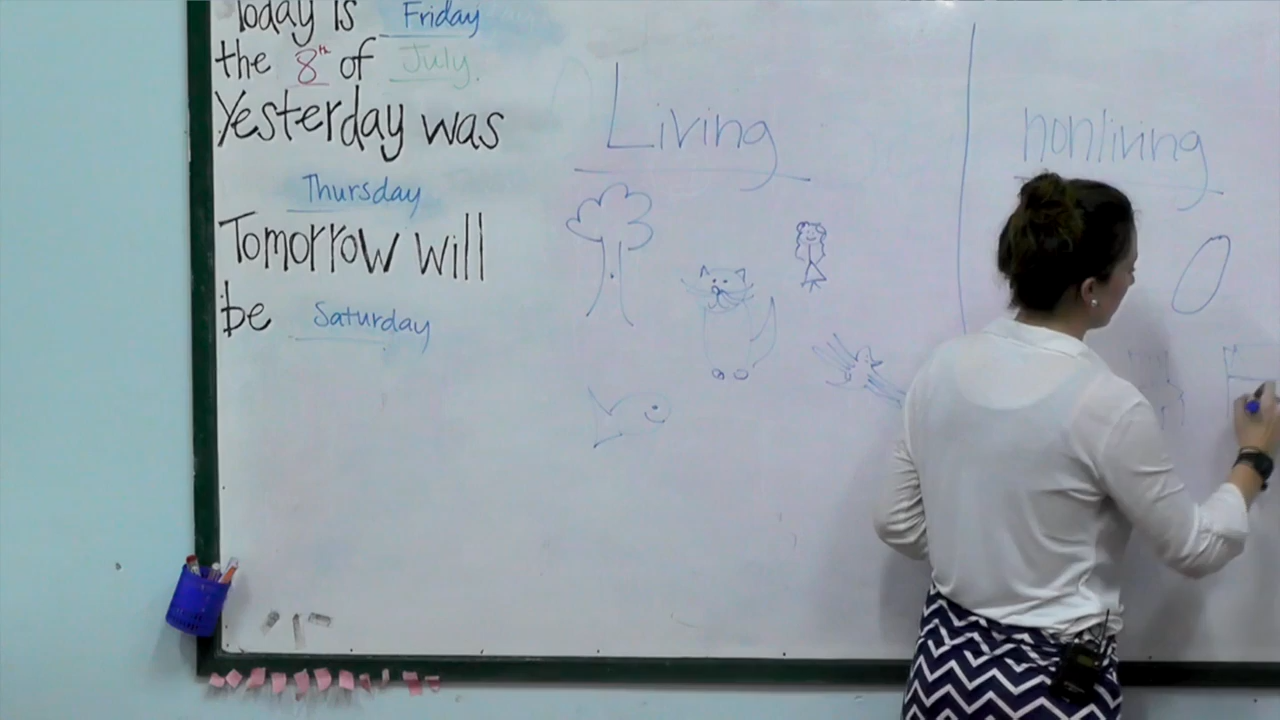 Today is Friday
the 8th of July.
Yesterday was
Thursday
Tomorrow will
be Saturday
Living
nonliving